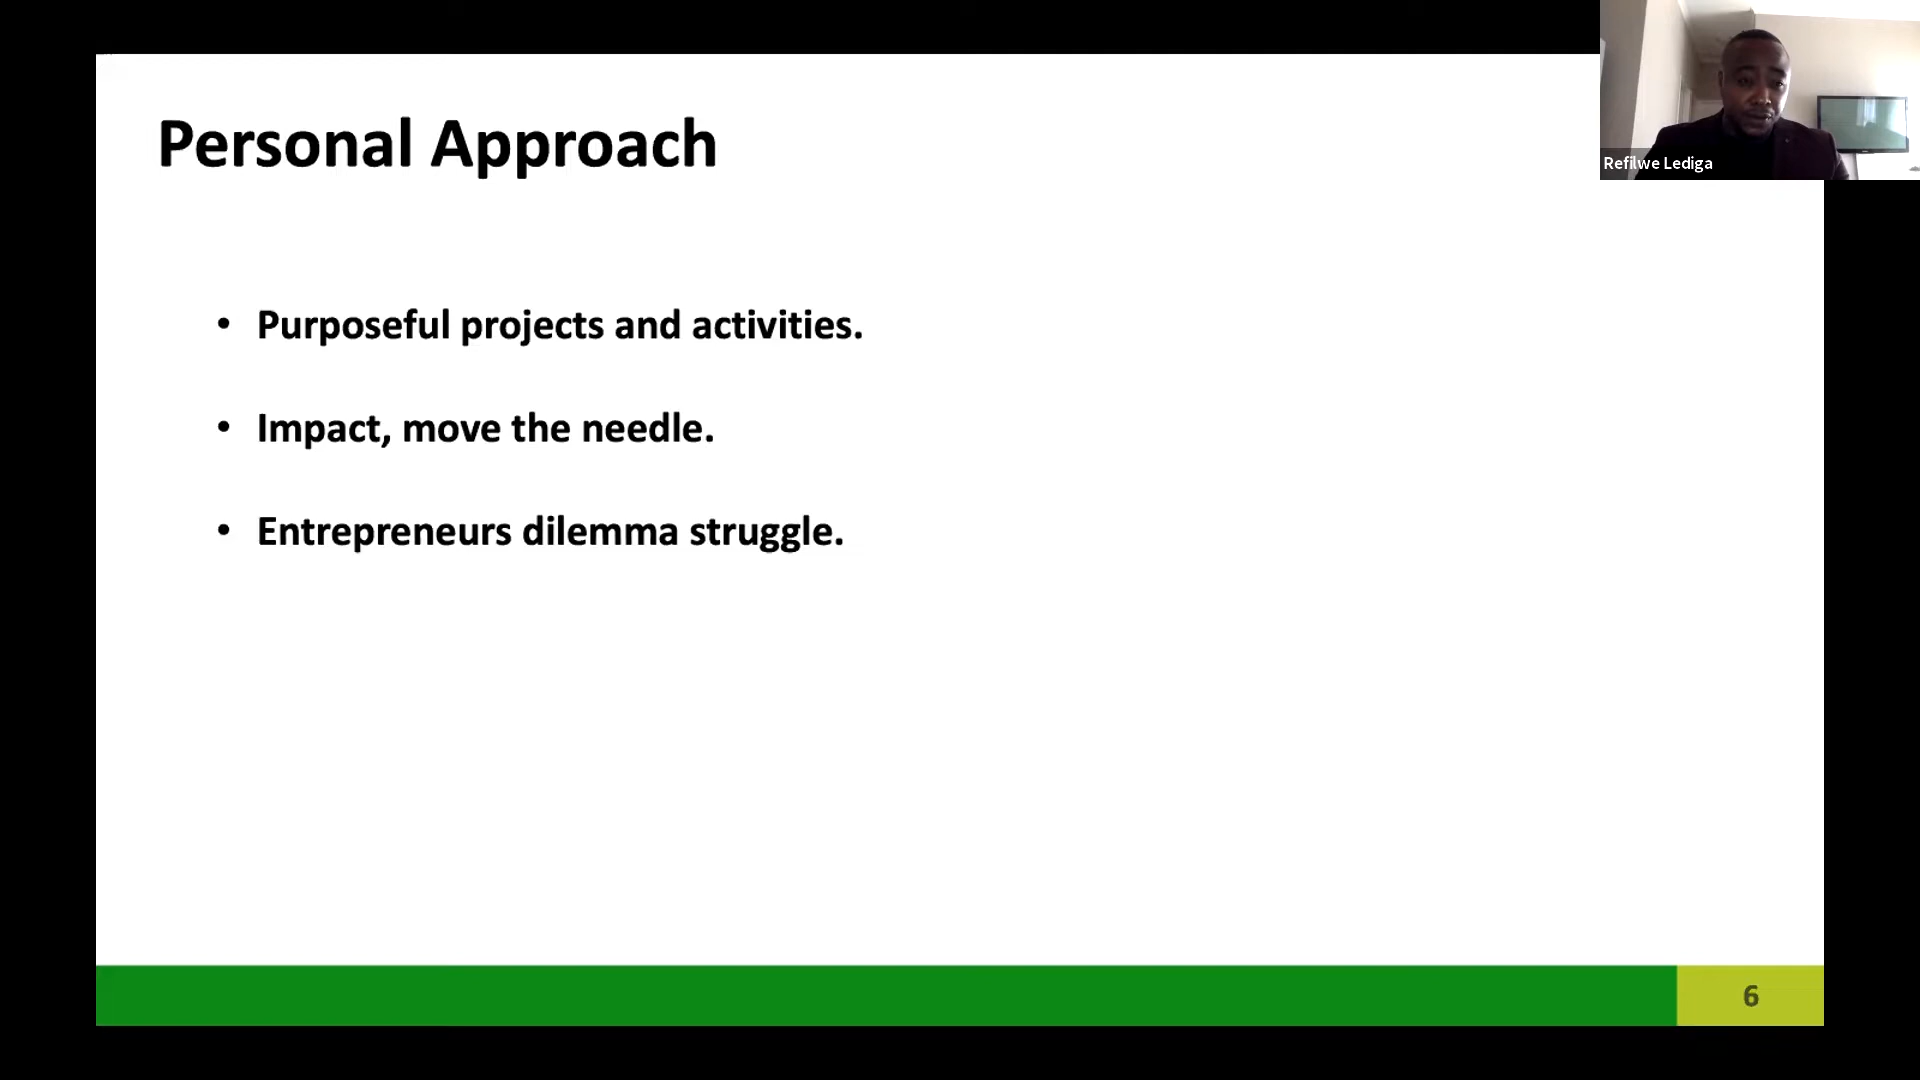 Personal Approach
Refilwe Lediga
• Purposeful projects and activities.
• Impact, move the needle.
• Entrepreneurs dilemma struggle.
6